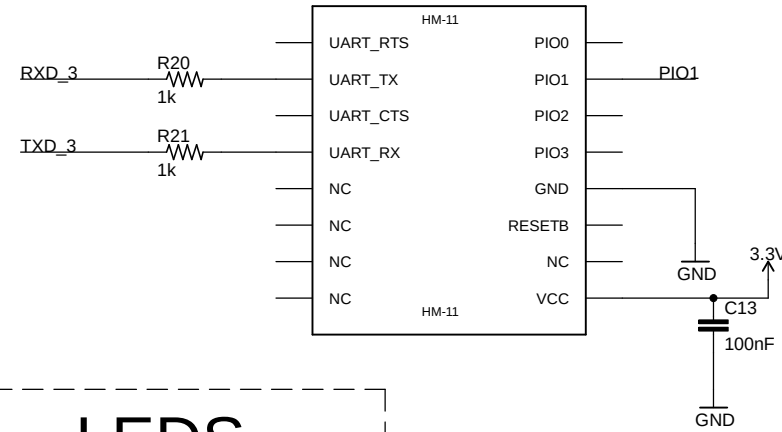 HM-11
UART_RTS PIO0
RXD_3 R20 UART_TX PIO1 PIO1
1k
UART_CTS PIO2
TXD_3 R21 UART_RX PIO3
1k
NC GND
NC RESETB
NC NC
3.3V
GND
NC VCC
C13
HM-11
100nF
GND
LEDS